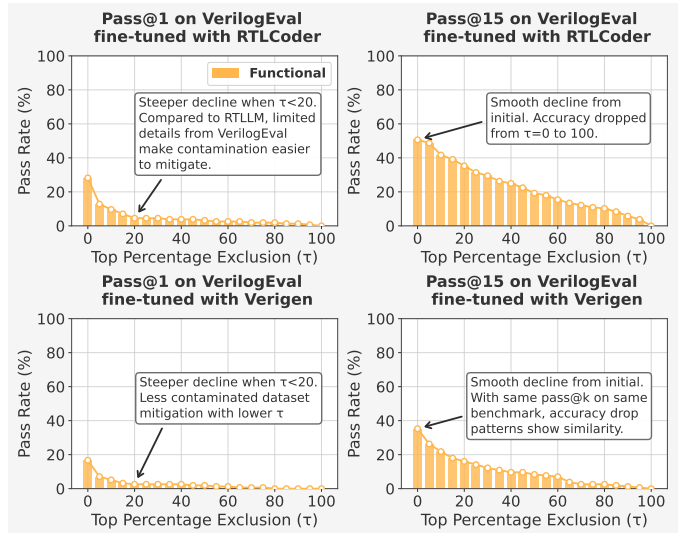 Pass@1 on VerilogEval
fine-tuned with RTLCoder
Pass Rate (%)
100
80
60
40
20
0
Functional
Steeper decline when τ<20.
Compared to RTLLM, limited
details from VerilogEval
make contamination easier
to mitigate.
0 20 40 60 80 100
Top Percentage Exclusion (τ)
Pass@15 on VerilogEval
fine-tuned with RTLCoder
Pass Rate (%)
100
80
60
40
20
0
Smooth decline from
initial. Accuracy dropped
from τ=0 to 100.
0 20 40 60 80 100
Top Percentage Exclusion (τ)
Pass@1 on VerilogEval
fine-tuned with Verigen
Pass Rate (%)
100
80
60
40
20
0
Steeper decline when τ<20.
Less contaminated dataset
mitigation with lower τ
0 20 40 60 80 100
Top Percentage Exclusion (τ)
Pass@15 on VerilogEval
fine-tuned with Verigen
Pass Rate (%)
100
80
60
40
20
0
Smooth decline from initial.
With same pass@k on same
benchmark, accuracy drop
patterns show similarity.
0 20 40 60 80 100
Top Percentage Exclusion (τ)